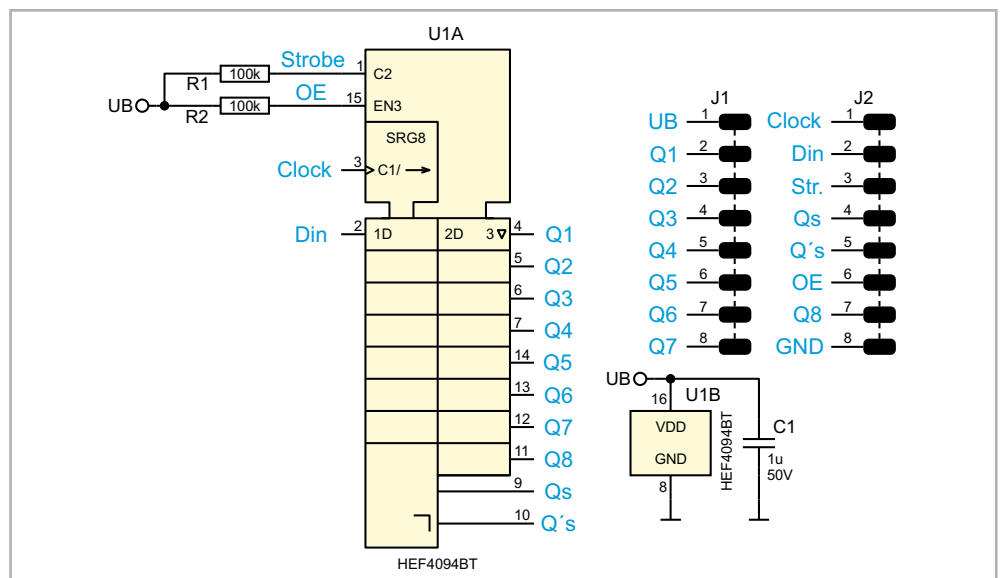 U1A
Strobe 1 C2
R1 100k
UB
OE 15 EN3
R2 100k
SRG8
Clock 3 C1/
Din 2 1D 2D 3 4 Q1
5 Q2
6 Q3
7 Q4
14 Q5
13 Q6
12 Q7
11 Q8
9 Qs
10 Q´s
HEF4094BT
J1
UB 1
Q1 2
Q2 3
Q3 4
Q4 5
Q5 6
Q6 7
Q7 8
J2
Clock 1
Din 2
Str. 3
Qs 4
Q´s 5
OE 6
Q8 7
GND 8
UB
16 U1B
VDD
GND
8
HEF4094BT
C1
1u
50V